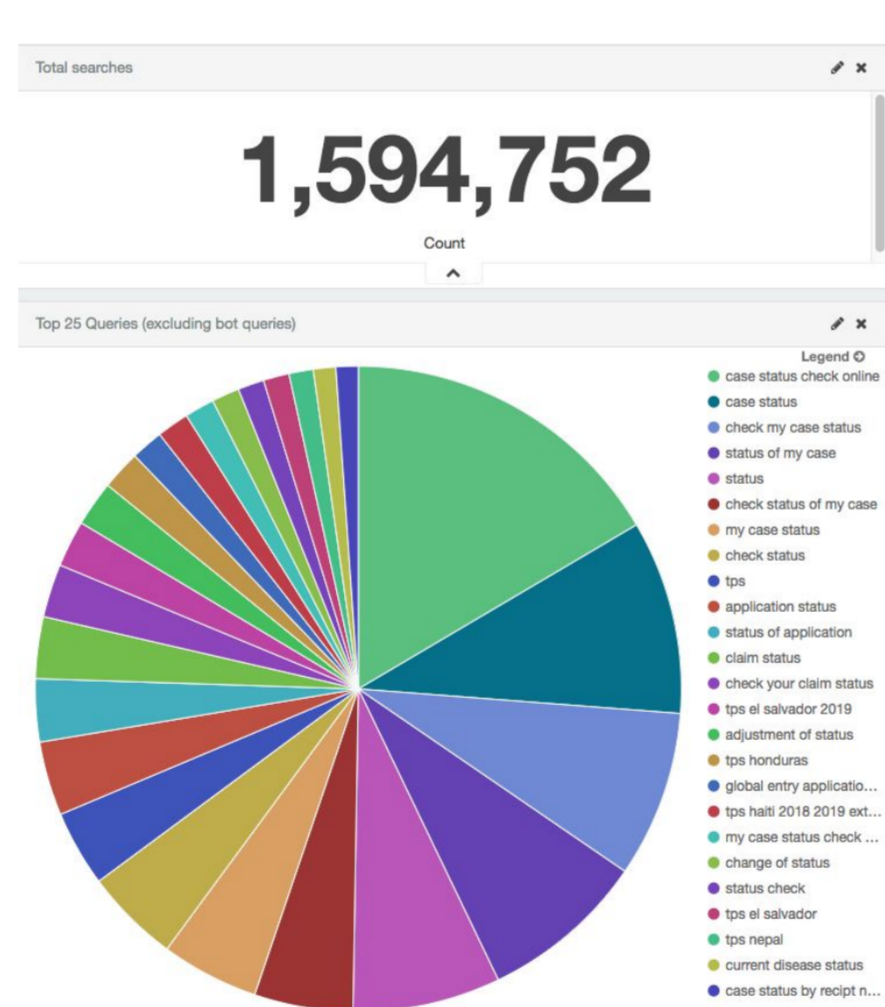 Total searches
1,594,752
Count
Top 25 Queries (excluding bot queries)
Legend
case status check online
case status
check my case status
status of my case
status
check status of my case
my case status
check status
tps
application status
status of application
claim status
check your claim status
tps el salvador 2019
adjustment of status
tps honduras
global entry applicatio...
tps haiti 2018 2019 ext...
my case status check ...
change of status
status check
tps el salvador
tps nepal
current disease status
case status by recipt n...